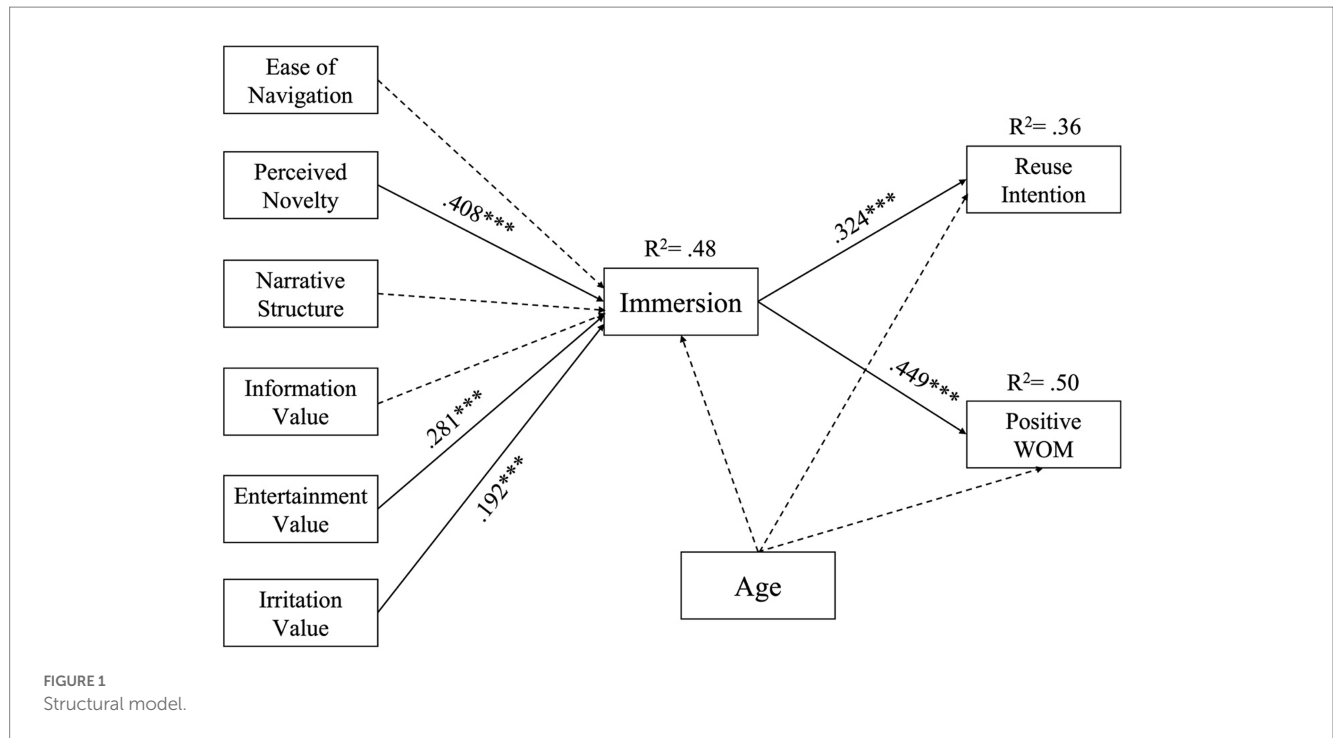 Ease of
Navigation
Perceived
Novelty
Narrative
Structure
Information
Value
Entertainment
Value
Irritation
Value
.408***
.281***
.192***
R²= .48
Immersion
.324***
.449***
R²= .36
Reuse
Intention
R²= .50
Positive
WOM
Age
FIGURE 1
Structural model.